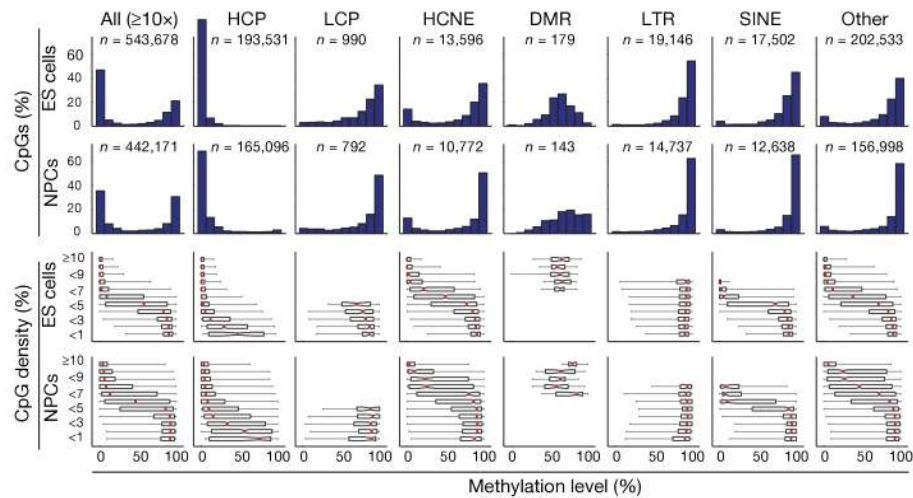 All (≥10×) HCP LCP HCNE DMR LTR SINE Other
n = 543,678 n = 193,531 n = 990 n = 13,596 n = 179 n = 19,146 n = 17,502 n = 202,533
60
40
20
0
ES cells
n = 442,171 n = 165,096 n = 792 n = 10,772 n = 143 n = 14,737 n = 12,638 n = 156,998
60
40
20
0
NPCs
CpGs (%)
≥10
<9
<7
<5
<3
<1
ES cells
≥10
<9
<7
<5
<3
<1
NPCs
CpG density (%)
0 50 100 0 50 100 0 50 100 0 50 100 0 50 100 0 50 100 0 50 100 0 50 100
Methylation level (%)